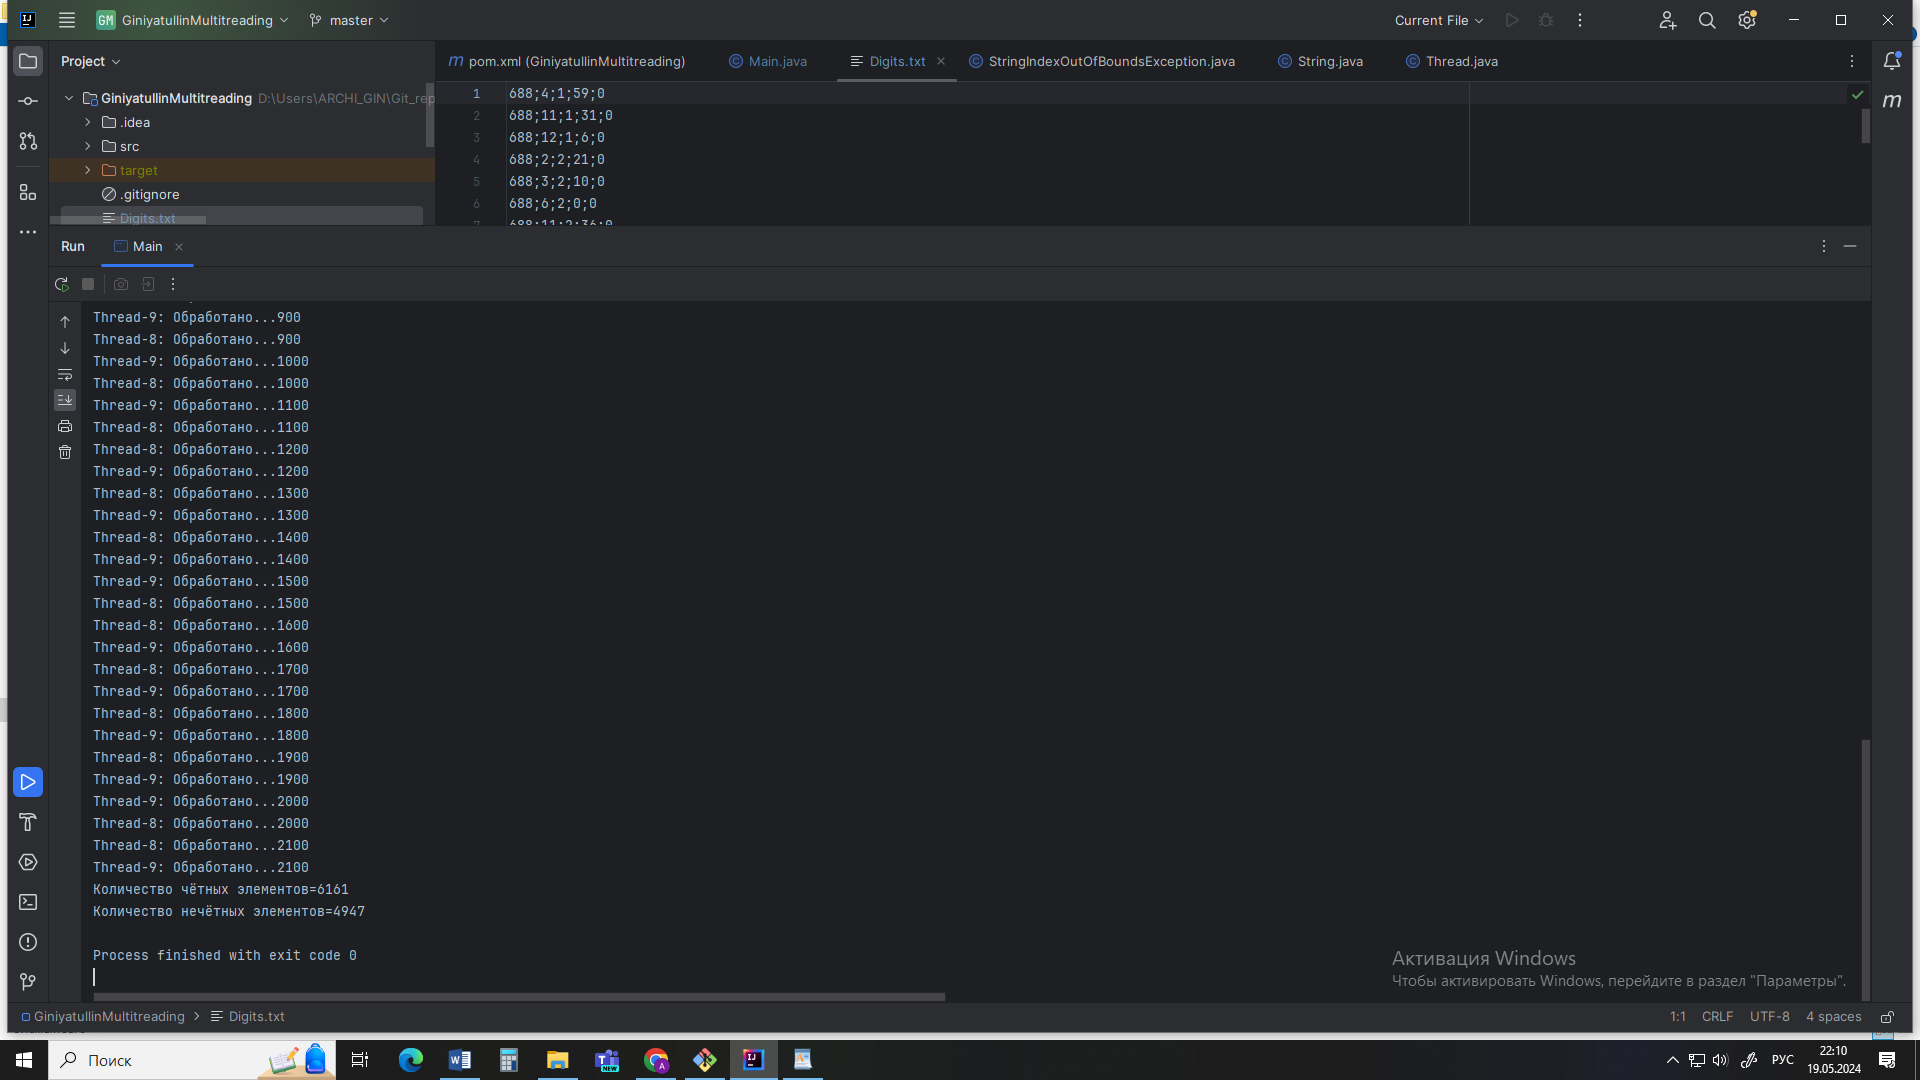 GM GiniyatullinMultitreading master Current File
Project
pom.xml (GiniyatullinMultitreading) Main.java Digits.txt StringIndexOutOfBoundsException.java String.java Thread.java
GiniyatullinMultitreading D:\Users\ARCHI_GIN\Git_rep
.idea
src
target
.gitignore
Digits.txt
1 688;4;1;59;0
2 688;11;1;31;0
3 688;12;1;6;0
4 688;2;2;21;0
5 688;3;2;10;0
6 688;6;2;0;0
7 688;11;2;36;0
Run Main
Thread-9: Обработано...900
Thread-8: Обработано...900
Thread-9: Обработано...1000
Thread-8: Обработано...1000
Thread-9: Обработано...1100
Thread-8: Обработано...1100
Thread-8: Обработано...1200
Thread-9: Обработано...1200
Thread-8: Обработано...1300
Thread-9: Обработано...1300
Thread-8: Обработано...1400
Thread-9: Обработано...1400
Thread-9: Обработано...1500
Thread-8: Обработано...1500
Thread-8: Обработано...1600
Thread-9: Обработано...1600
Thread-8: Обработано...1700
Thread-9: Обработано...1700
Thread-8: Обработано...1800
Thread-9: Обработано...1800
Thread-8: Обработано...1900
Thread-9: Обработано...1900
Thread-9: Обработано...2000
Thread-8: Обработано...2000
Thread-8: Обработано...2100
Thread-9: Обработано...2100
Количество чётных элементов=6161
Количество нечётных элементов=4947
Process finished with exit code 0
Активация Windows
Чтобы активировать Windows, перейдите в раздел "Параметры".
GiniyatullinMultitreading > Digits.txt 1:1 CRLF UTF-8 4 spaces
Поиск РУС 22:10
19.05.2024